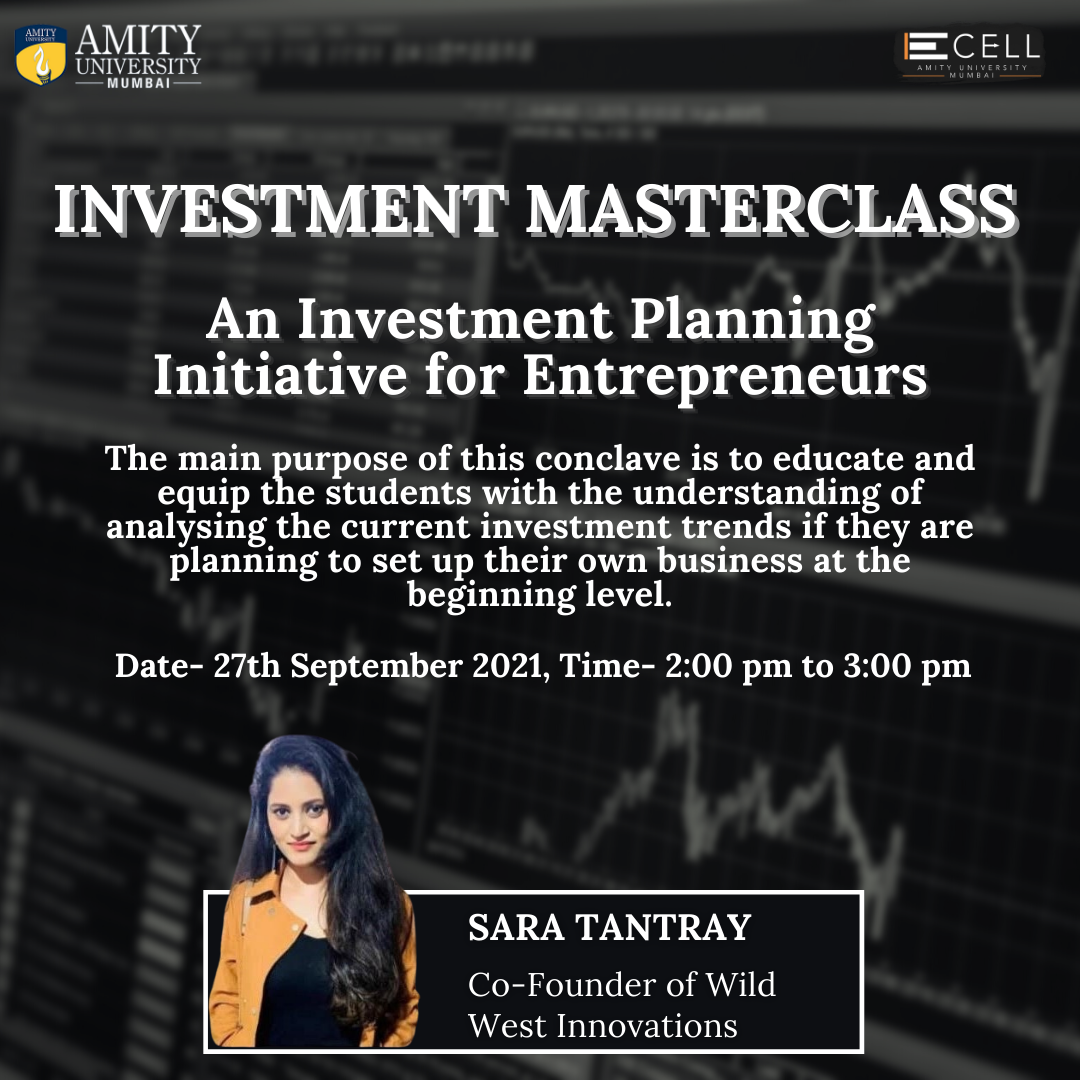 AMITY
UNIVERSITY
AMITY
UNIVERSITY
MUMBAI
ECELL
AMITY UNIVERSITY
MUMBAI
INVESTMENT MASTERCLASS
An Investment Planning
Initiative for Entrepreneurs
The main purpose of this conclave is to educate and
equip the students with the understanding of
analysing the current investment trends if they are
planning to set up their own business at the
beginning level.
Date- 27th September 2021, Time- 2:00 pm to 3:00 pm
SARA TANTRAY
Co-Founder of Wild
West Innovations